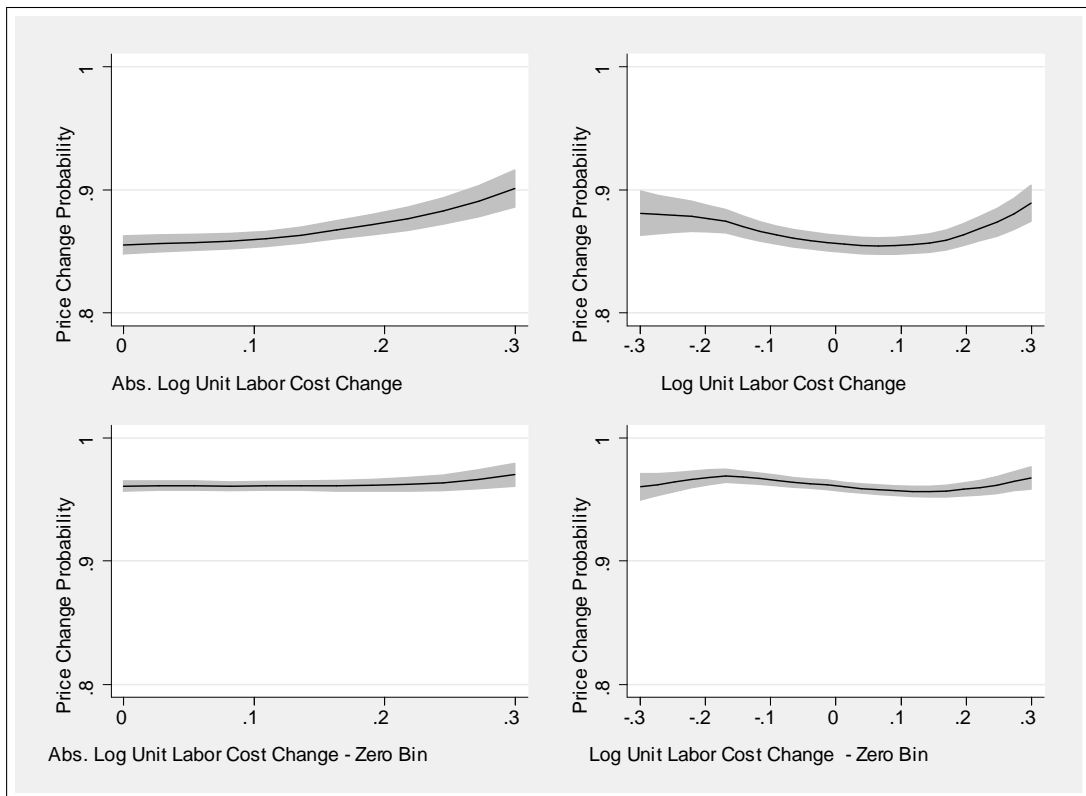 Price Change Probability
1
.9
.8
0 .1 .2 .3
Abs. Log Unit Labor Cost Change
Price Change Probability
1
.9
.8
-.3 -.2 -.1 0 .1 .2 .3
Log Unit Labor Cost Change
Price Change Probability
1
.9
.8
0 .1 .2 .3
Abs. Log Unit Labor Cost Change - Zero Bin
Price Change Probability
1
.9
.8
-.3 -.2 -.1 0 .1 .2 .3
Log Unit Labor Cost Change - Zero Bin